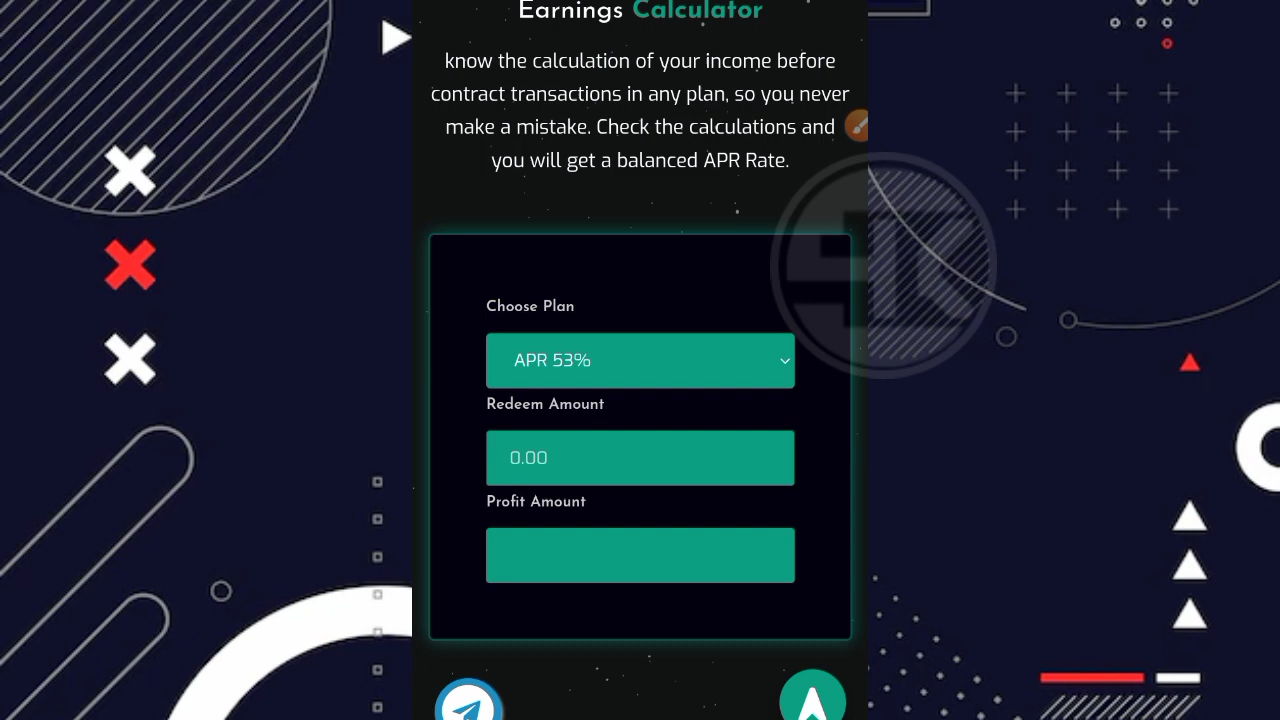 Earnings Calculator
know the calculation of your income before
contract transactions in any plan, so you never
make a mistake. Check the calculations and
you will get a balanced APR Rate.
Choose Plan
APR 53%
Redeem Amount
0.00
Profit Amount